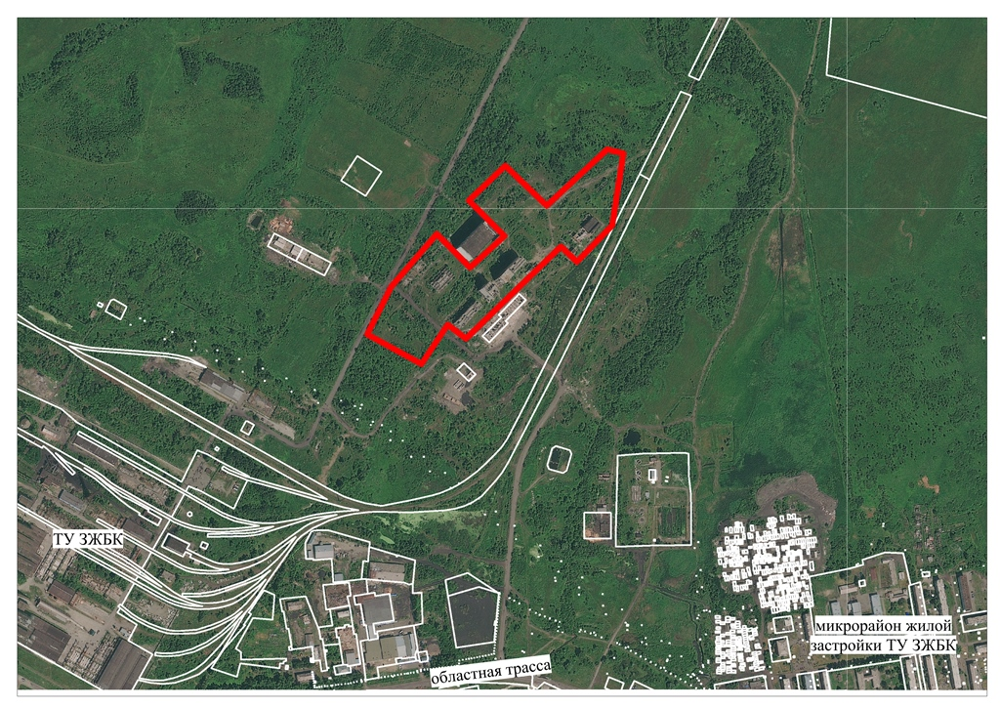 ТУ ЗЖБК
микрорайон жилой
застройки ТУ ЗЖБК
областная трасса